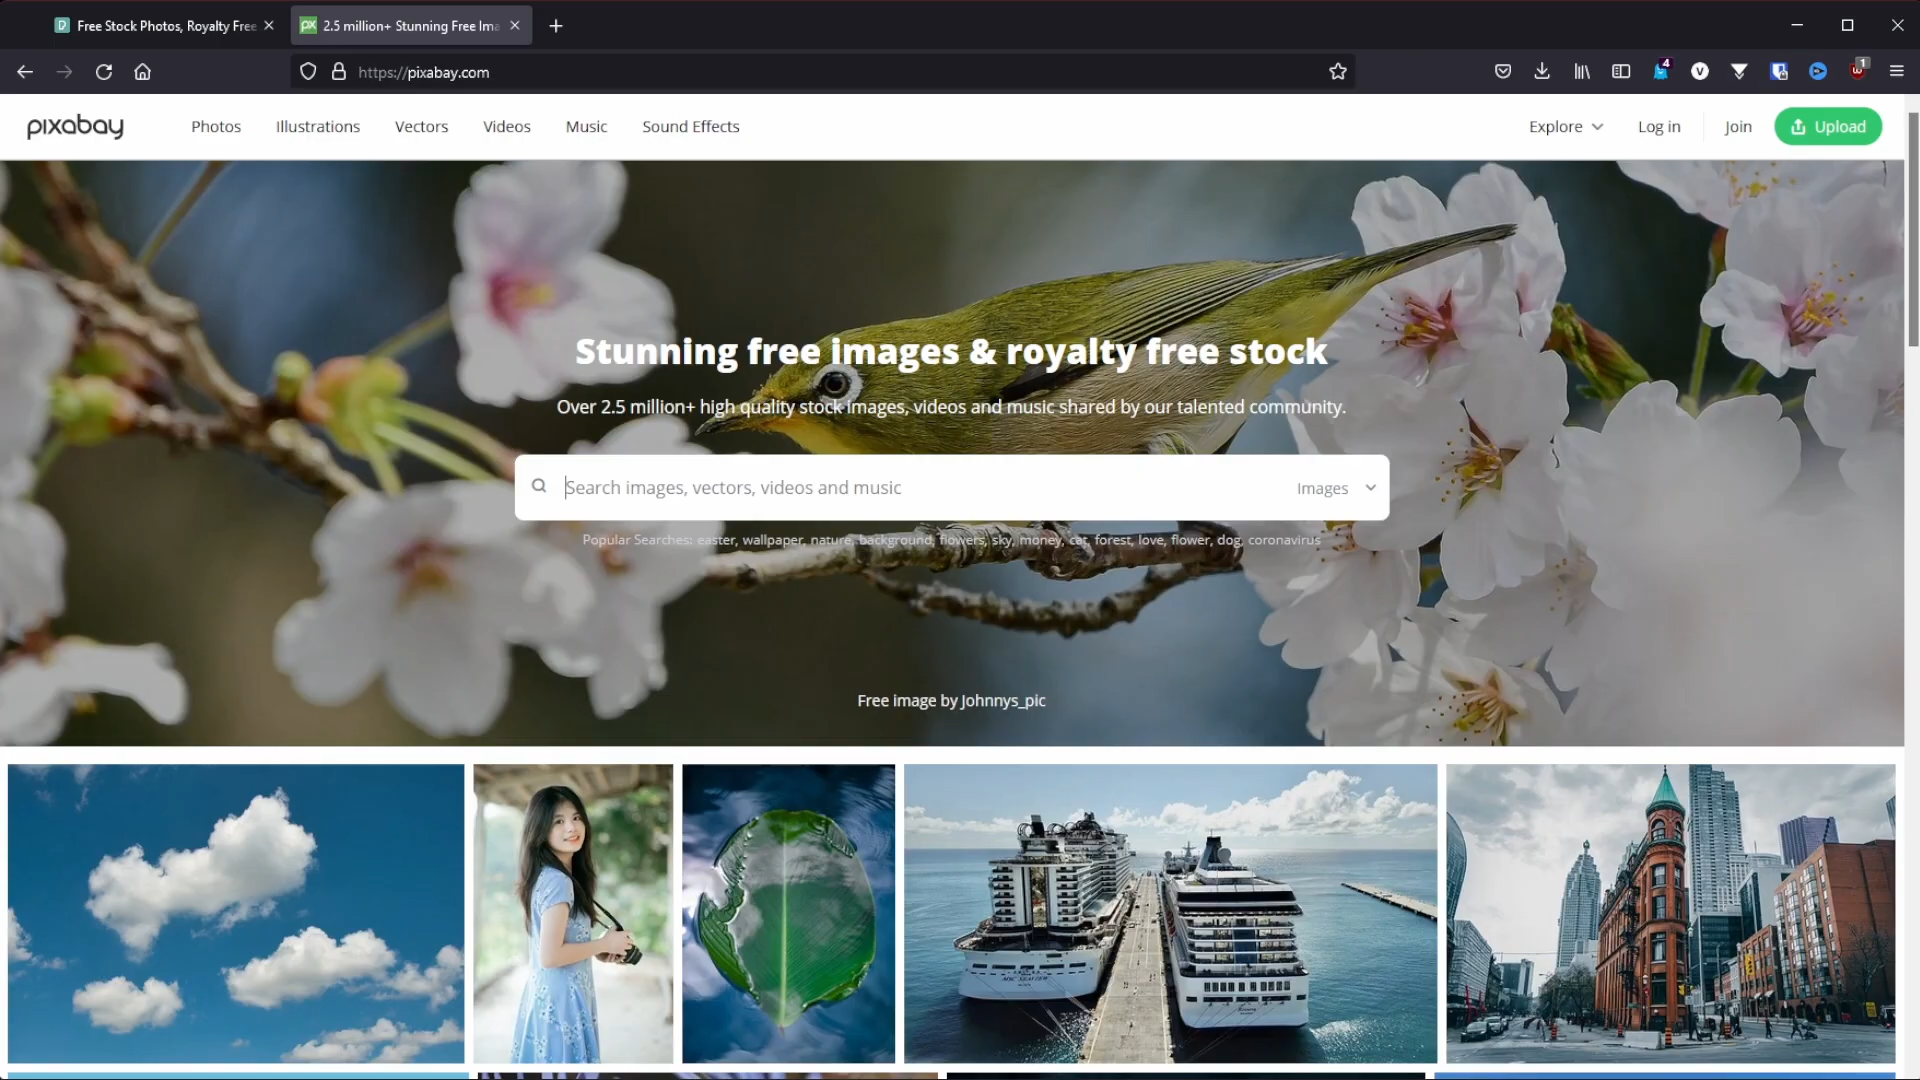 Free Stock Photos, Royalty Free
2.5 million+ Stunning Free Ima
4
1
https://pixabay.com
pixabay
Photos
Illustrations
Vectors
Videos
Music
Sound Effects
Explore
Log in
Join
Upload
Stunning free images & royalty free stock
Over 2.5 million+ high quality stock images, videos and music shared by our talented community.
Search images, vectors, videos and music
Images
Popular Searches: easter, wallpaper, nature, background, flowers, sky, money, cat, forest, love, flower, dog, coronavirus
Free image by Johnnys_pic